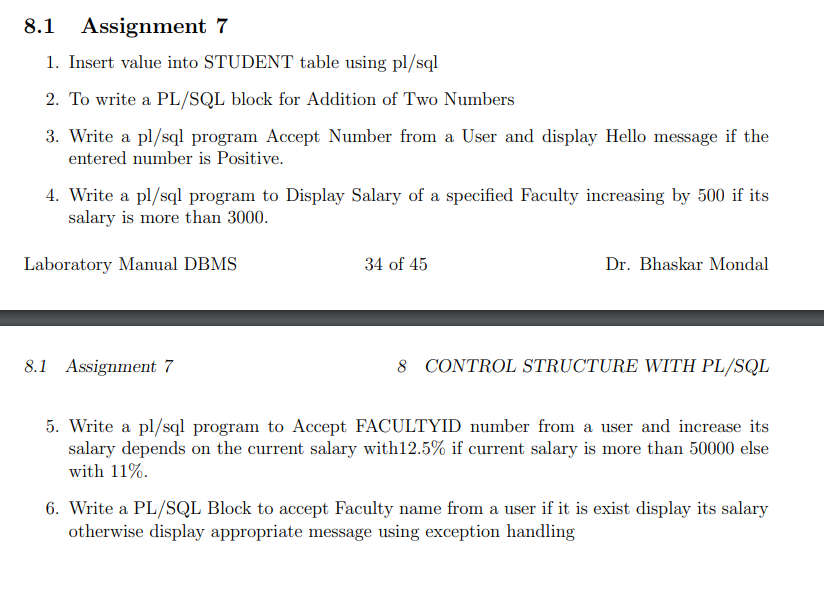 8.1 Assignment 7
1. Insert value into STUDENT table using pl/sql
2. To write a PL/SQL block for Addition of Two Numbers
3. Write a pl/sql program Accept Number from a User and display Hello message if the
entered number is Positive.
4. Write a pl/sql program to Display Salary of a specified Faculty increasing by 500 if its
salary is more than 3000.
Laboratory Manual DBMS 34 of 45 Dr. Bhaskar Mondal
8.1 Assignment 7 8 CONTROL STRUCTURE WITH PL/SQL
5. Write a pl/sql program to Accept FACULTYID number from a user and increase its
salary depends on the current salary with12.5% if current salary is more than 50000 else
with 11%.
6. Write a PL/SQL Block to accept Faculty name from a user if it is exist display its salary
otherwise display appropriate message using exception handling